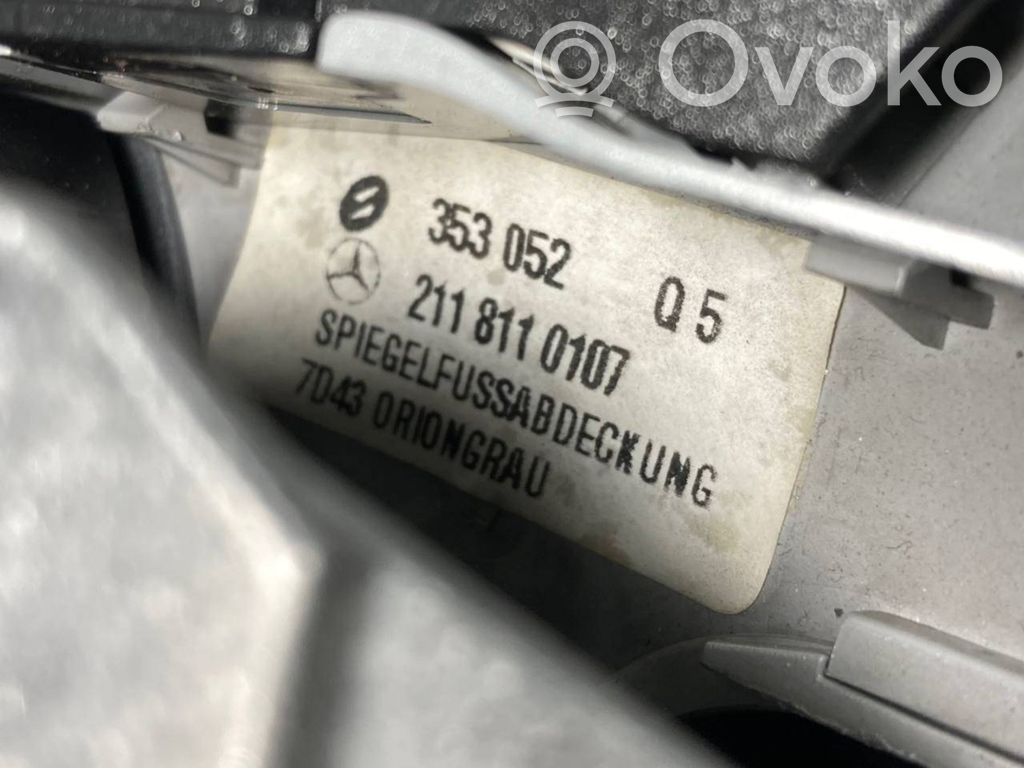 Ovoko
353 052
Q 5
211 811 0107
SPIEGELFUSSABDECKUNG
7D43 ORIONGRAU